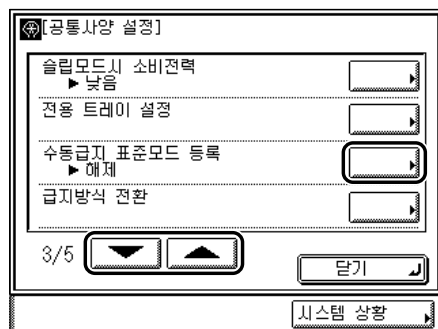 [공통사양 설정]
슬립모드시 소비전력
▶ 낮음
전용 트레이 설정
수동급지 표준모드 등록
▶ 해제
급지방식 전환
3/5
닫기
시스템 상황